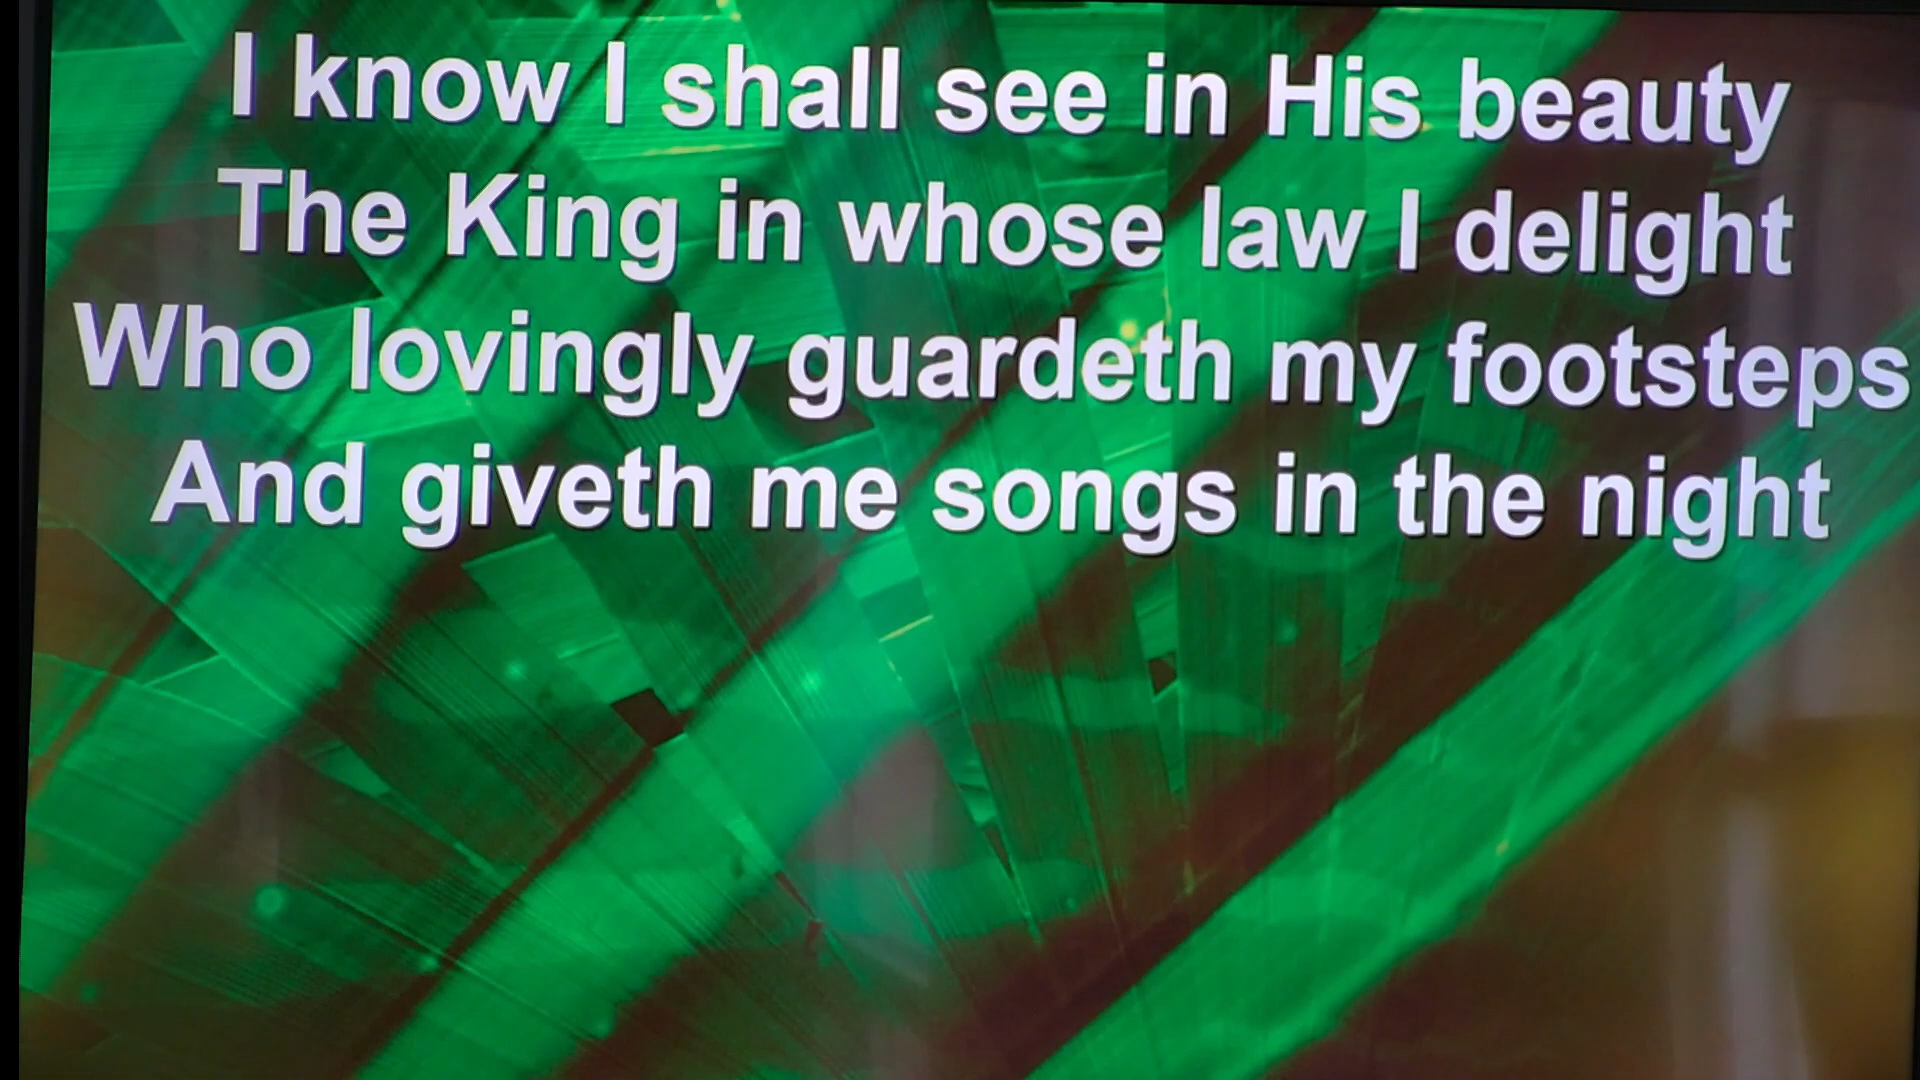 I know I shall see in His beauty
The King in whose law I delight
Who lovingly guardeth my footsteps
And giveth me songs in the night